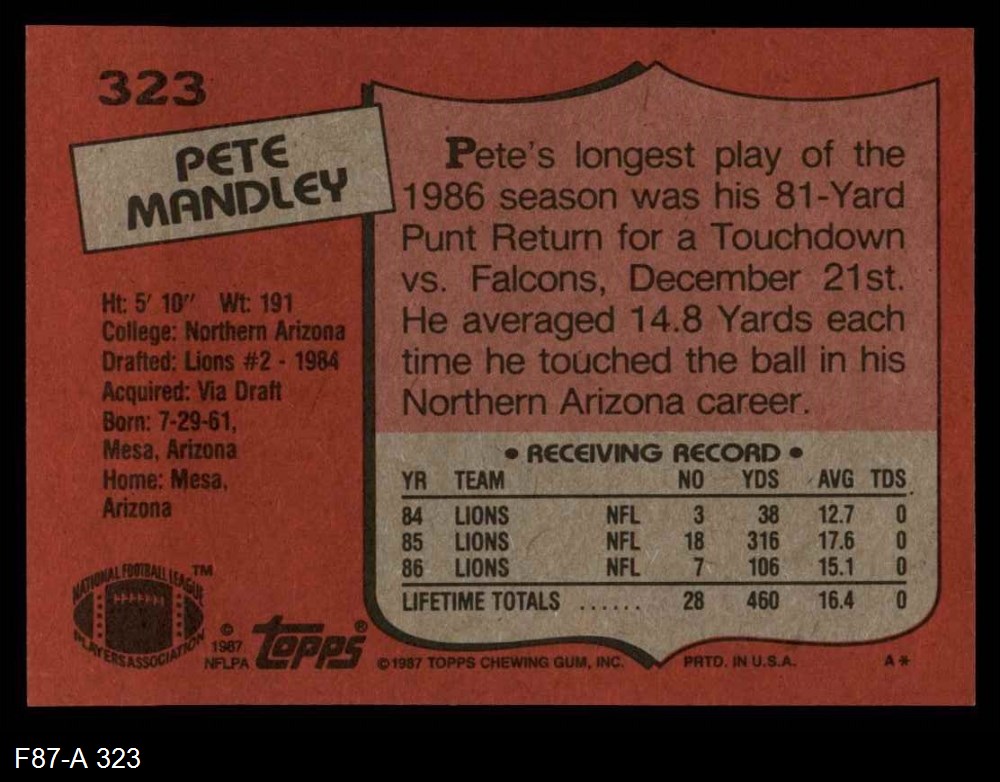 323
PETE
MANDLEY
Pete's longest play of the
1986 season was his 81-Yard
Punt Return for a Touchdown
vs. Falcons, December 21st.
He averaged 14.8 Yards each
time he touched the ball in his
Northern Arizona career.
Ht: 5' 10" Wt: 191
College: Northern Arizona
Drafted: Lions #2 - 1984
Acquired: Via Draft
Born: 7-29-61,
Mesa, Arizona
Home: Mesa,
Arizona
• RECEIVING RECORD •
YR TEAM NO YDS AVG TDS
84 LIONS NFL 3 38 12.7 0
85 LIONS NFL 18 316 17.6 0
86 LIONS NFL 7 106 15.1 0
LIFETIME TOTALS ...... 28 460 16.4 0
NATIONAL FOOTBALL LEAGUE ™
PLAYERS ASSOCIATION
©
1987
NFLPA
topps®
©1987 TOPPS CHEWING GUM, INC. PRTD. IN U.S.A. A*
F87-A 323